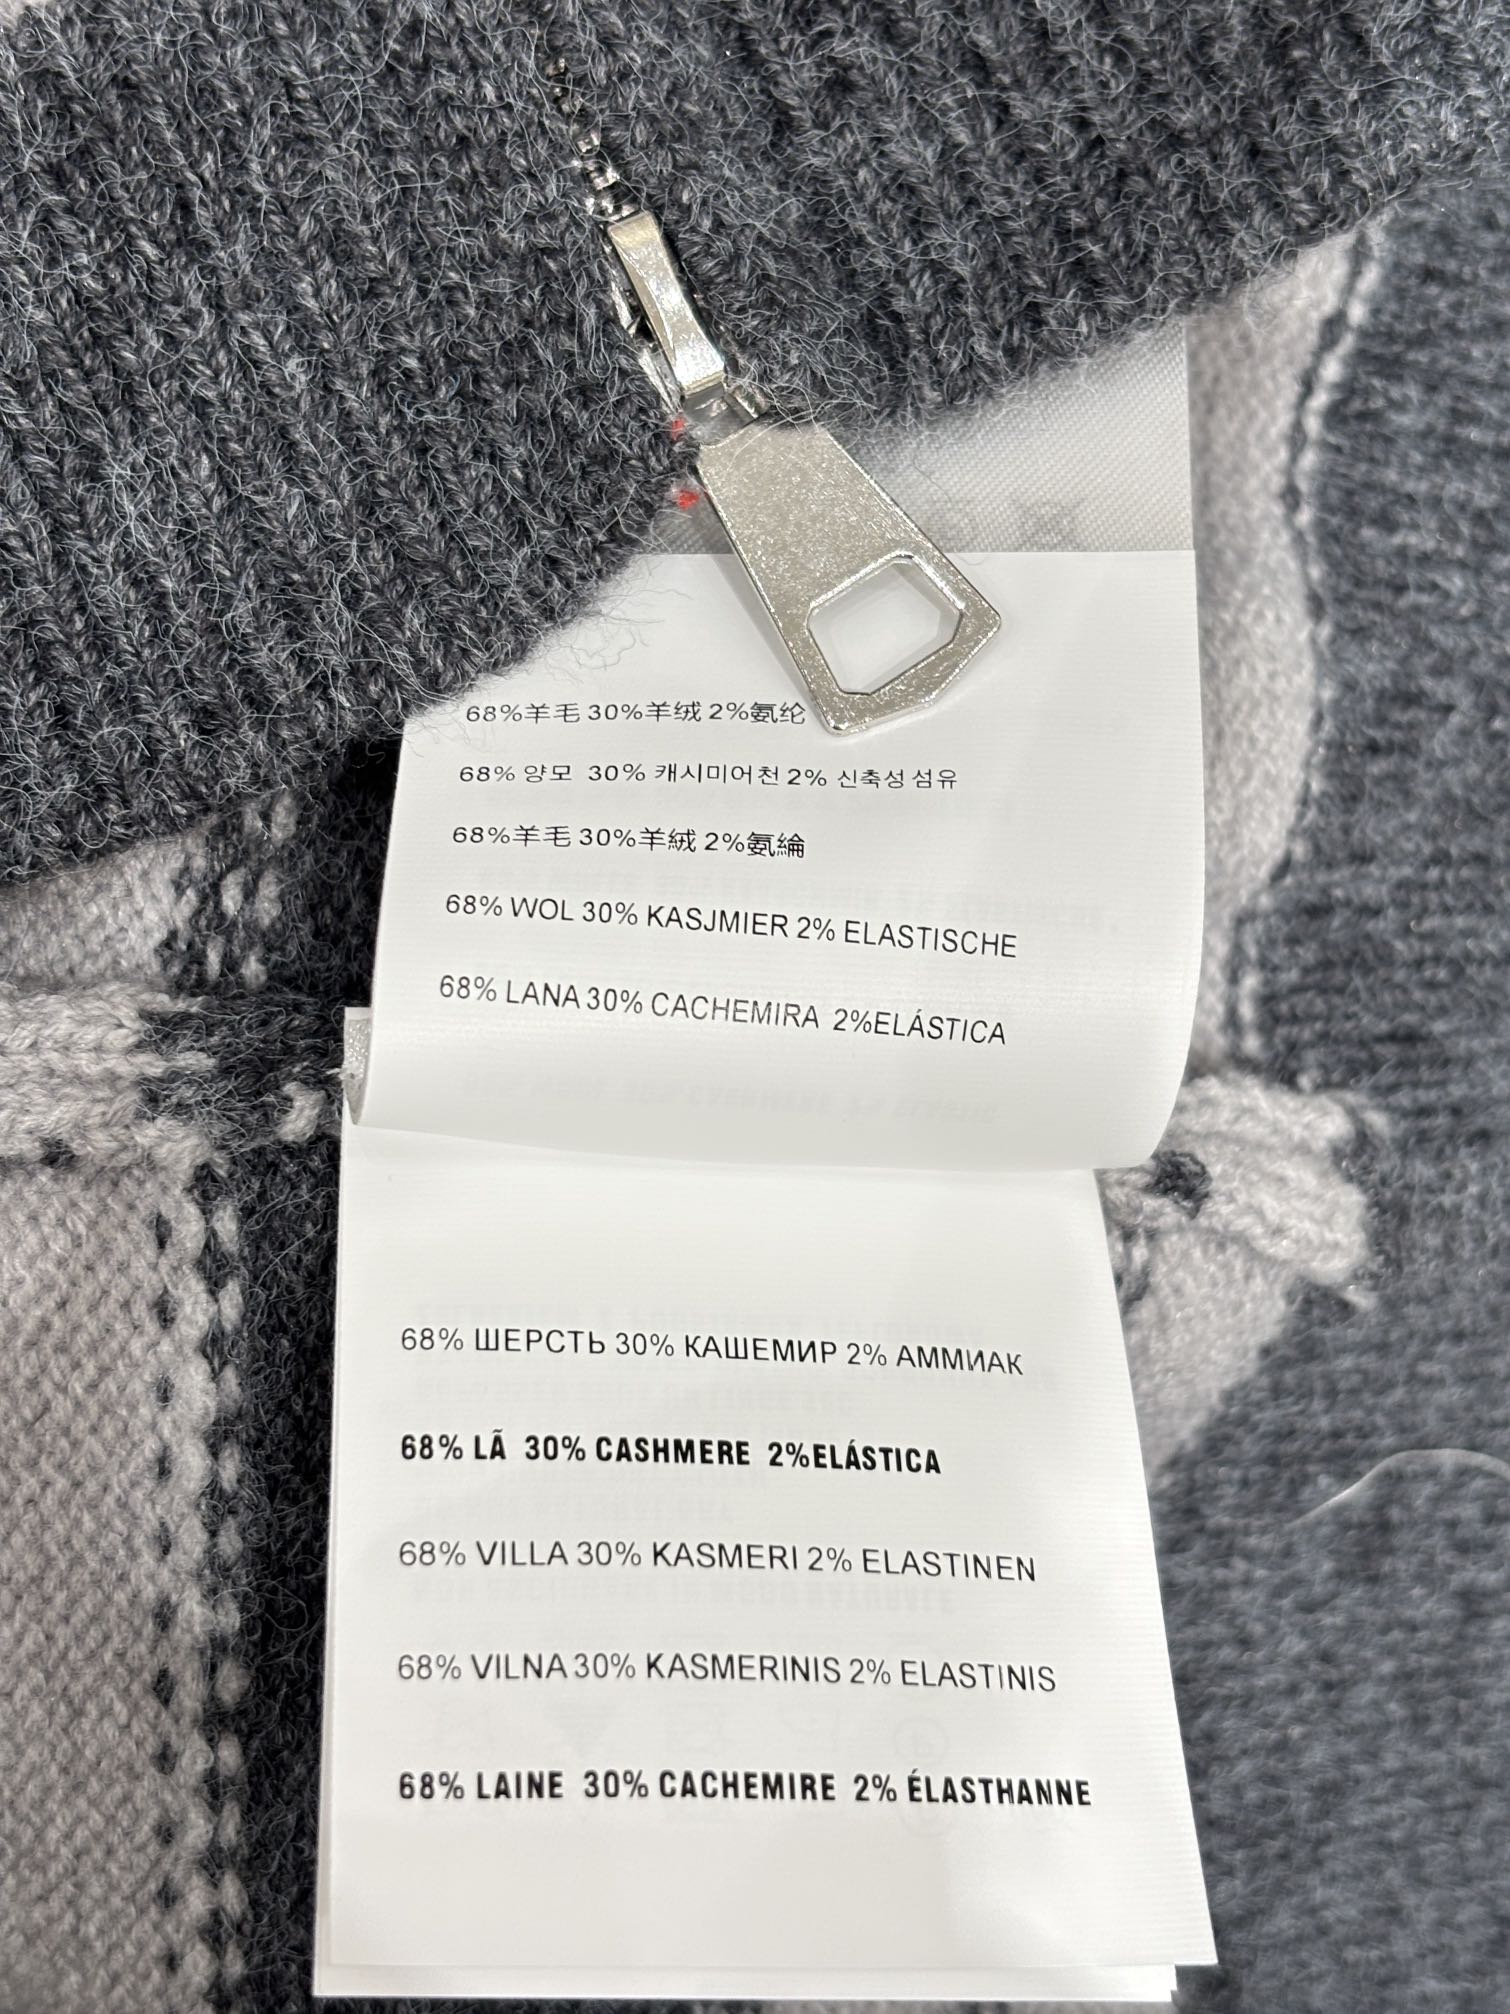 68%羊毛 30%羊绒 2%氨纶
68% 양모 30% 캐시미어천 2% 신축성 섬유
68%羊毛 30%羊絨 2%氨綸
68% WOL 30% KASJMIER 2% ELASTISCHE
68% LANA 30% CACHEMIRA 2%ELÁSTICA
68% ШЕРСТЬ 30% КАШЕМИР 2% АММИАК
68% LÃ 30% CASHMERE 2%ELÁSTICA
68% VILLA 30% KASMERI 2% ELASTINEN
68% VILNA 30% KASMERINIS 2% ELASTINIS
68% LAINE 30% CACHEMIRE 2% ÉLASTHANNE